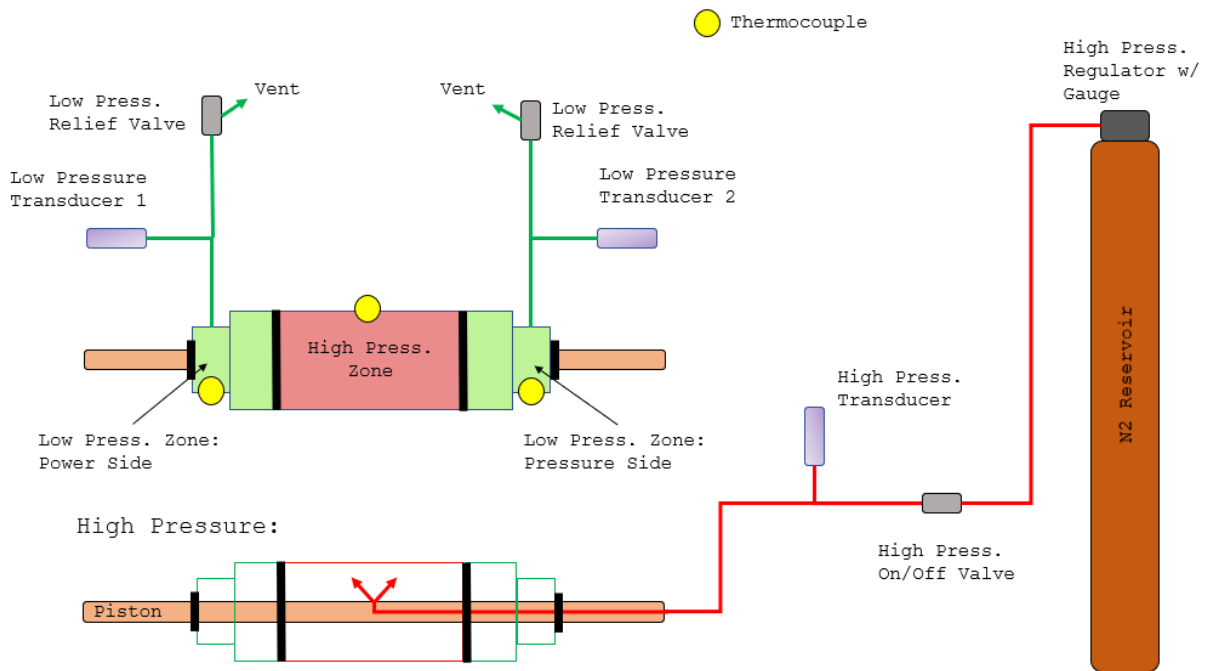 Thermocouple
High Press.
Regulator w/
Gauge
Vent
Low Press.
Relief Valve
Vent
Low Press.
Relief Valve
Low Pressure
Transducer 1
Low Pressure
Transducer 2
High Press.
Zone
N2 Reservoir
High Press.
Transducer
Low Press. Zone:
Power Side
Low Press. Zone:
Pressure Side
High Pressure:
High Press.
On/Off Valve
Piston